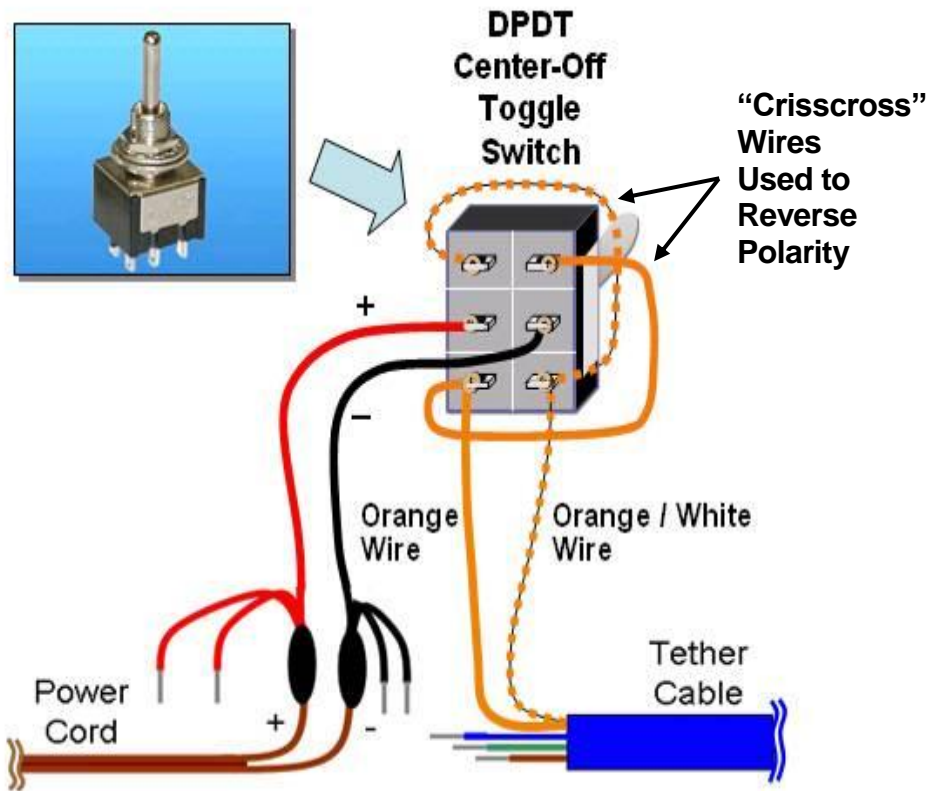 DPDT
Center-Off
Toggle
Switch
“Crisscross”
Wires
Used to
Reverse
Polarity
+
–
Orange
Wire
Orange / White
Wire
Power
Cord
+
-
Tether
Cable